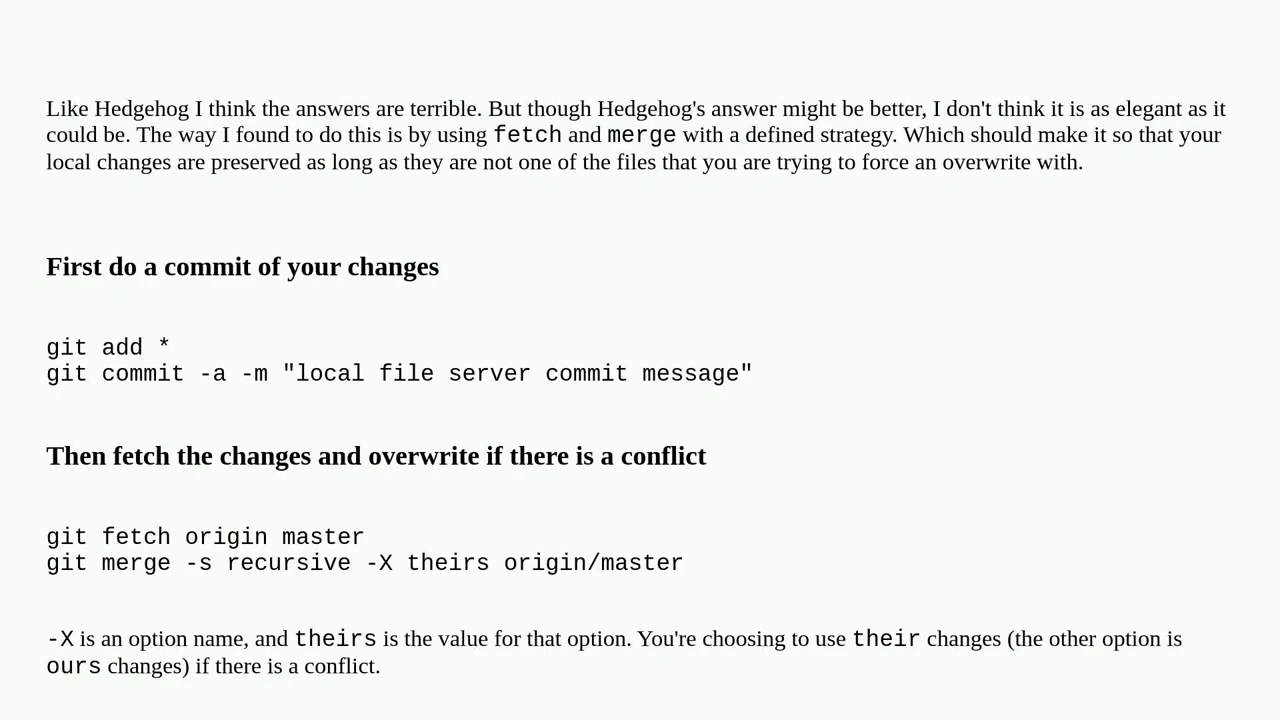 Like Hedgehog I think the answers are terrible. But though Hedgehog's answer might be better, I don't think it is as elegant as it
could be. The way I found to do this is by using fetch and merge with a defined strategy. Which should make it so that your
local changes are preserved as long as they are not one of the files that you are trying to force an overwrite with.
First do a commit of your changes
git add *
git commit -a -m "local file server commit message"
Then fetch the changes and overwrite if there is a conflict
git fetch origin master
git merge -s recursive -X theirs origin/master
-X is an option name, and theirs is the value for that option. You're choosing to use their changes (the other option is
ours changes) if there is a conflict.